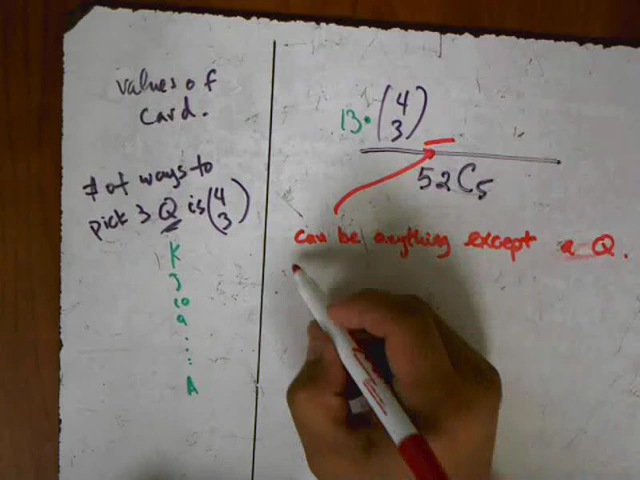 values of
card.
# of ways to
pick 3 Q is (4
3)
K
J
10
9
⋮
A
13 • (4
3)
52C5
can be anything except a Q.